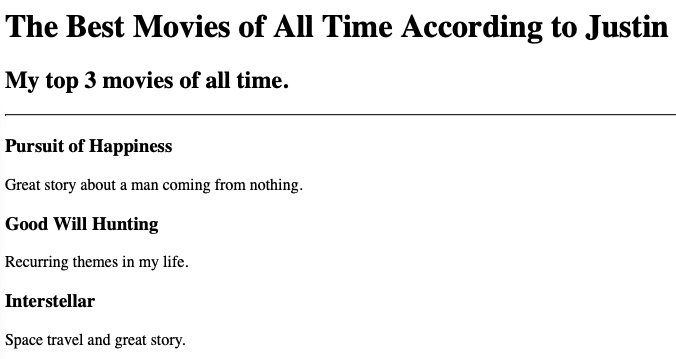 The Best Movies of All Time According to Justin
My top 3 movies of all time.
Pursuit of Happiness
Great story about a man coming from nothing.
Good Will Hunting
Recurring themes in my life.
Interstellar
Space travel and great story.